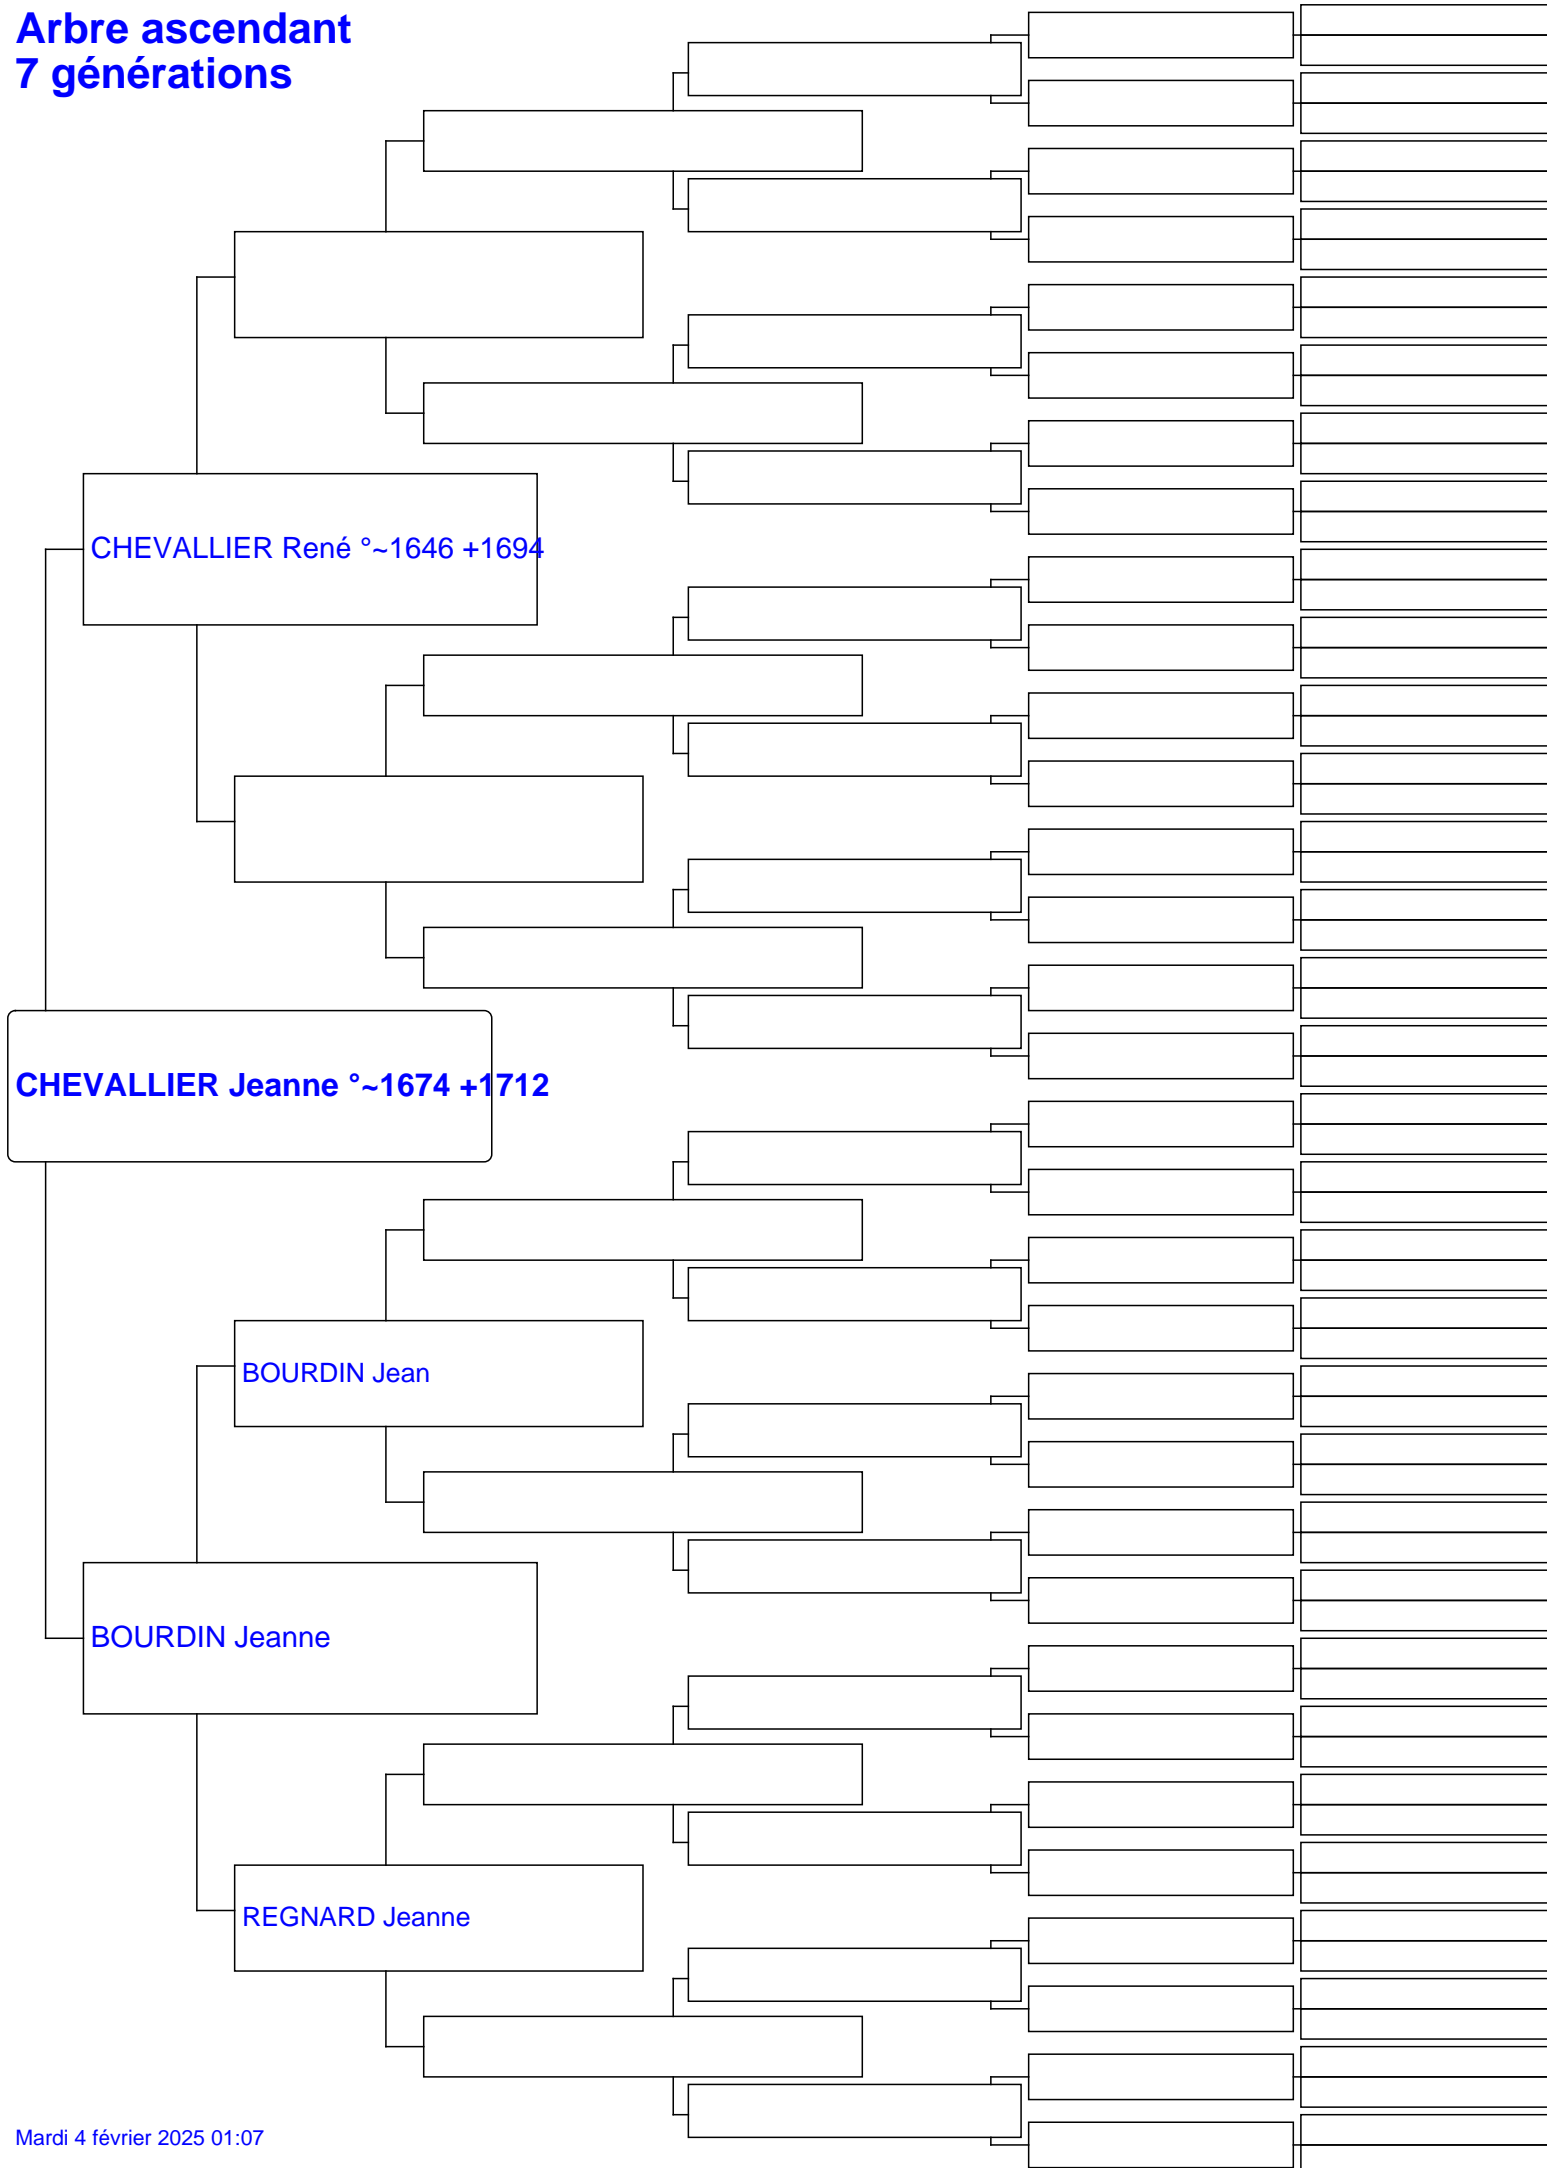 Arbre ascendant
7 générations
CHEVALLIER René °~1646 +1694
CHEVALLIER Jeanne °~1674 +1712
BOURDIN Jean
BOURDIN Jeanne
REGNARD Jeanne
Mardi 4 février 2025 01:07